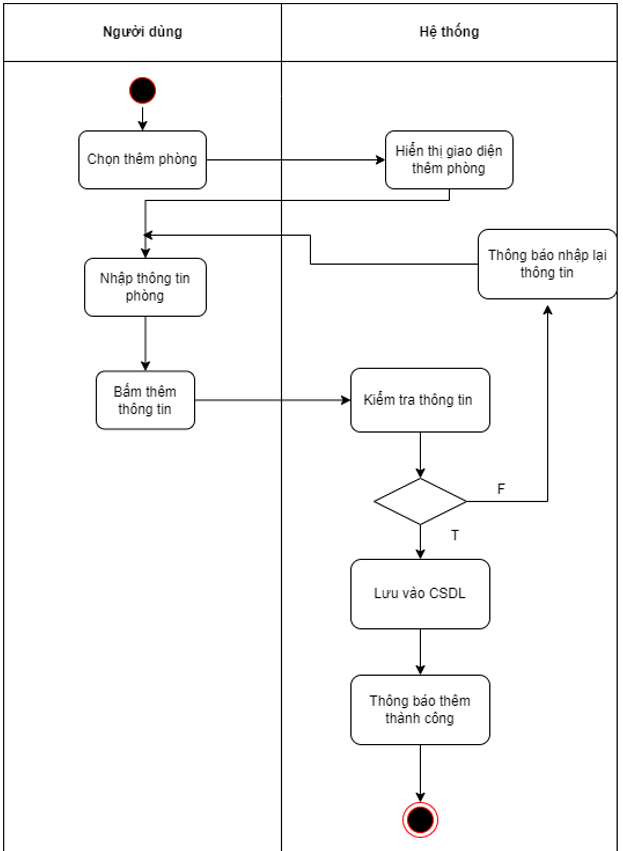 Người dùng
Hệ thống
Chọn thêm phòng
Hiển thị giao diện
thêm phòng
Thông báo nhập lại
thông tin
Nhập thông tin
phòng
Bấm thêm
thông tin
Kiểm tra thông tin
F
T
Lưu vào CSDL
Thông báo thêm
thành công